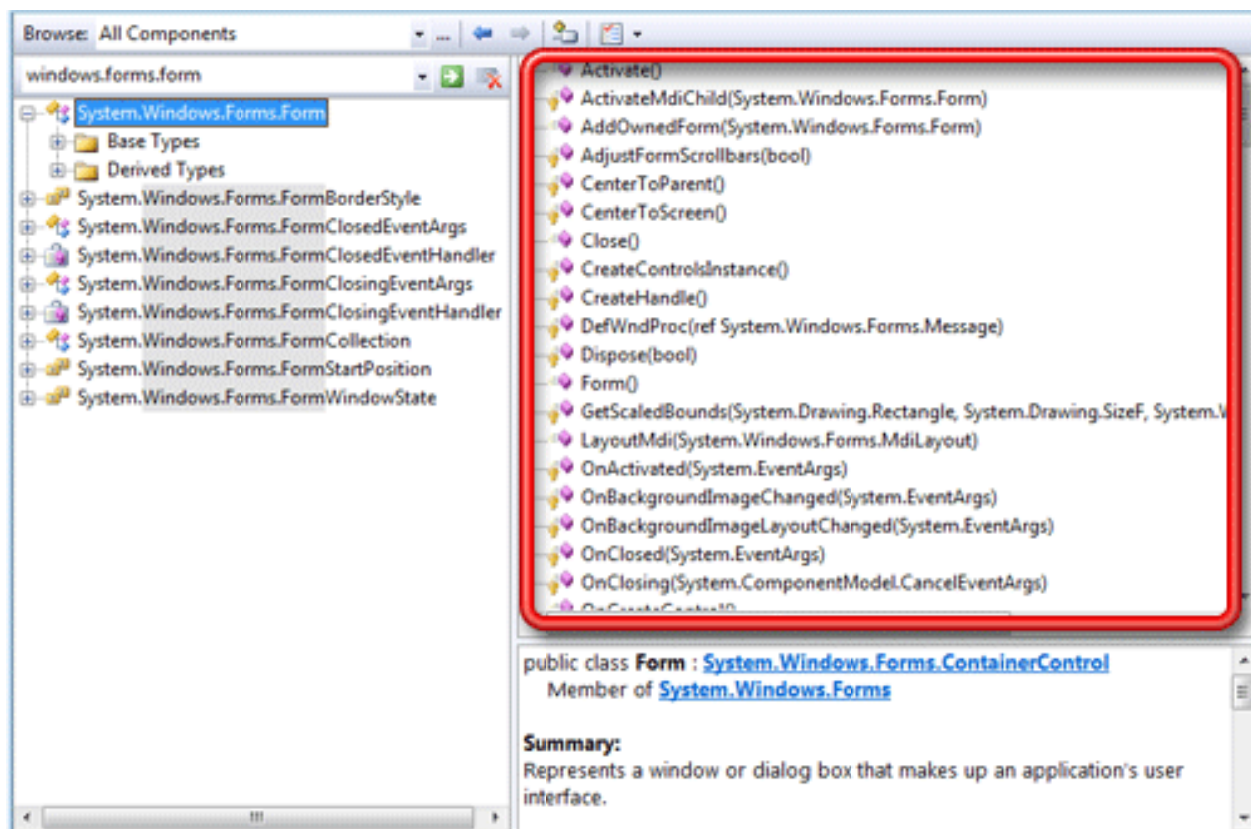 Browse: All Components
windows.forms.form
System.Windows.Forms.Form
Base Types
Derived Types
System.Windows.Forms.FormBorderStyle
System.Windows.Forms.FormClosedEventArgs
System.Windows.Forms.FormClosedEventHandler
System.Windows.Forms.FormClosingEventArgs
System.Windows.Forms.FormClosingEventHandler
System.Windows.Forms.FormCollection
System.Windows.Forms.FormStartPosition
System.Windows.Forms.FormWindowState
Activate()
ActivateMdiChild(System.Windows.Forms.Form)
AddOwnedForm(System.Windows.Forms.Form)
AdjustFormScrollbars(bool)
CenterToParent()
CenterToScreen()
Close()
CreateControlsInstance()
CreateHandle()
DefWndProc(ref System.Windows.Forms.Message)
Dispose(bool)
Form()
GetScaledBounds(System.Drawing.Rectangle, System.Drawing.SizeF, System.W
LayoutMdi(System.Windows.Forms.MdiLayout)
OnActivated(System.EventArgs)
OnBackgroundImageChanged(System.EventArgs)
OnBackgroundImageLayoutChanged(System.EventArgs)
OnClosed(System.EventArgs)
OnClosing(System.ComponentModel.CancelEventArgs)
public class Form : System.Windows.Forms.ContainerControl
Member of System.Windows.Forms
Summary:
Represents a window or dialog box that makes up an application's user
interface.